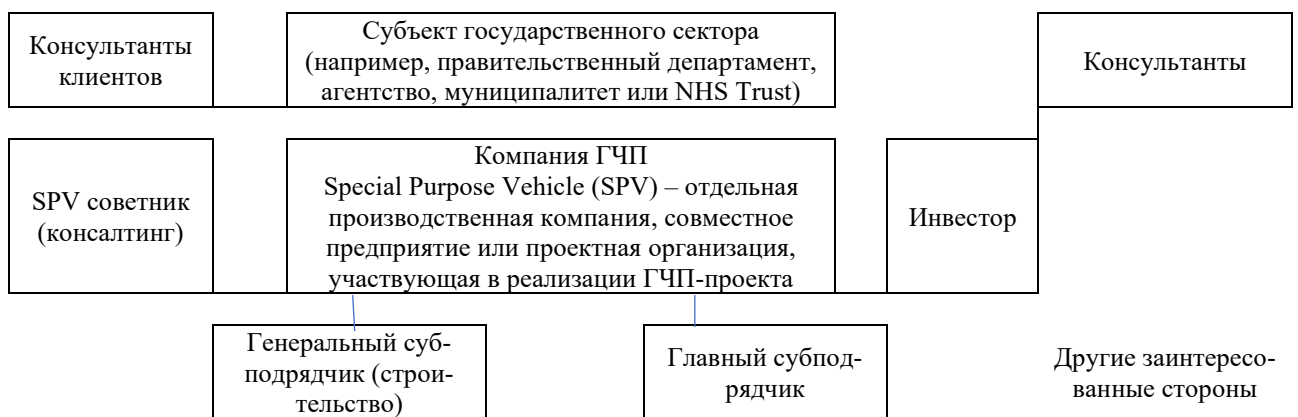 Консультанты
клиентов
Субъект государственного сектора
(например, правительственный департамент,
агентство, муниципалитет или NHS Trust)
Консультанты
SPV советник
(консалтинг)
Компания ГЧП
Special Purpose Vehicle (SPV) – отдельная
производственная компания, совместное
предприятие или проектная организация,
участвующая в реализации ГЧП-проекта
Инвестор
Генеральный суб-
подрядчик (строи-
тельство)
Главный субпод-
рядчик
Другие заинтересо-
ванные стороны